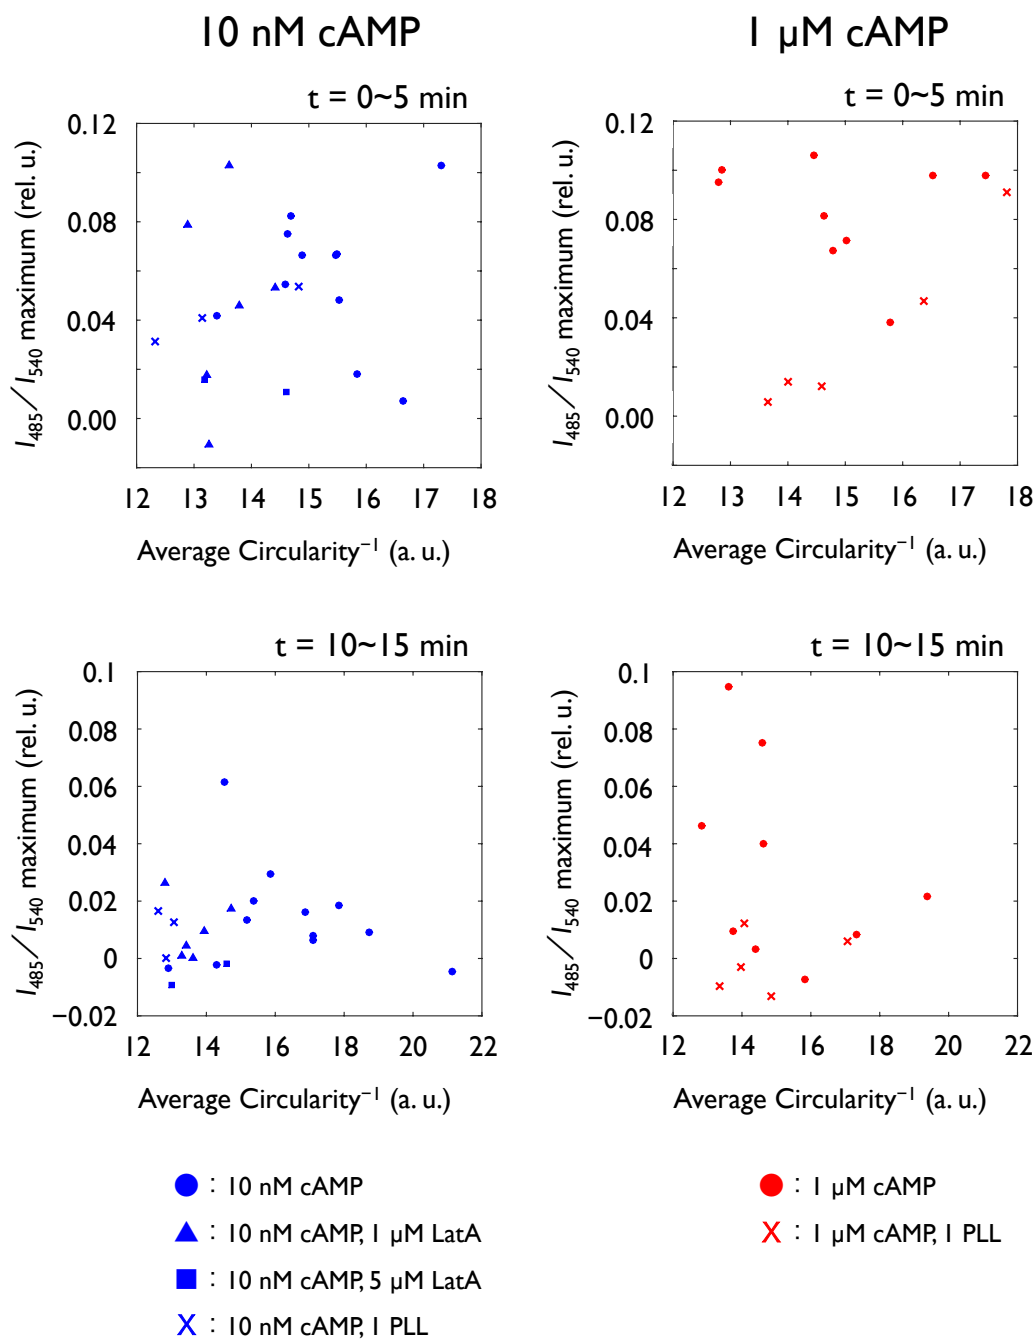 10 nM cAMP
1 µM cAMP
t = 0~5 min
t = 0~5 min
0.12
0.08
0.04
0.00
I485/I540 maximum (rel. u.)
12 13 14 15 16 17 18
Average Circularity⁻¹ (a. u.)
0.12
0.08
0.04
0.00
I485/I540 maximum (rel. u.)
12 13 14 15 16 17 18
Average Circularity⁻¹ (a. u.)
t = 10~15 min
t = 10~15 min
0.1
0.08
0.06
0.04
0.02
0
−0.02
I485/I540 maximum (rel. u.)
12 14 16 18 20 22
Average Circularity⁻¹ (a. u.)
0.1
0.08
0.06
0.04
0.02
0
−0.02
I485/I540 maximum (rel. u.)
12 14 16 18 20 22
Average Circularity⁻¹ (a. u.)
: 10 nM cAMP
: 10 nM cAMP, 1 µM LatA
: 10 nM cAMP, 5 µM LatA
: 10 nM cAMP, 1 PLL
: 1 µM cAMP
: 1 µM cAMP, 1 PLL